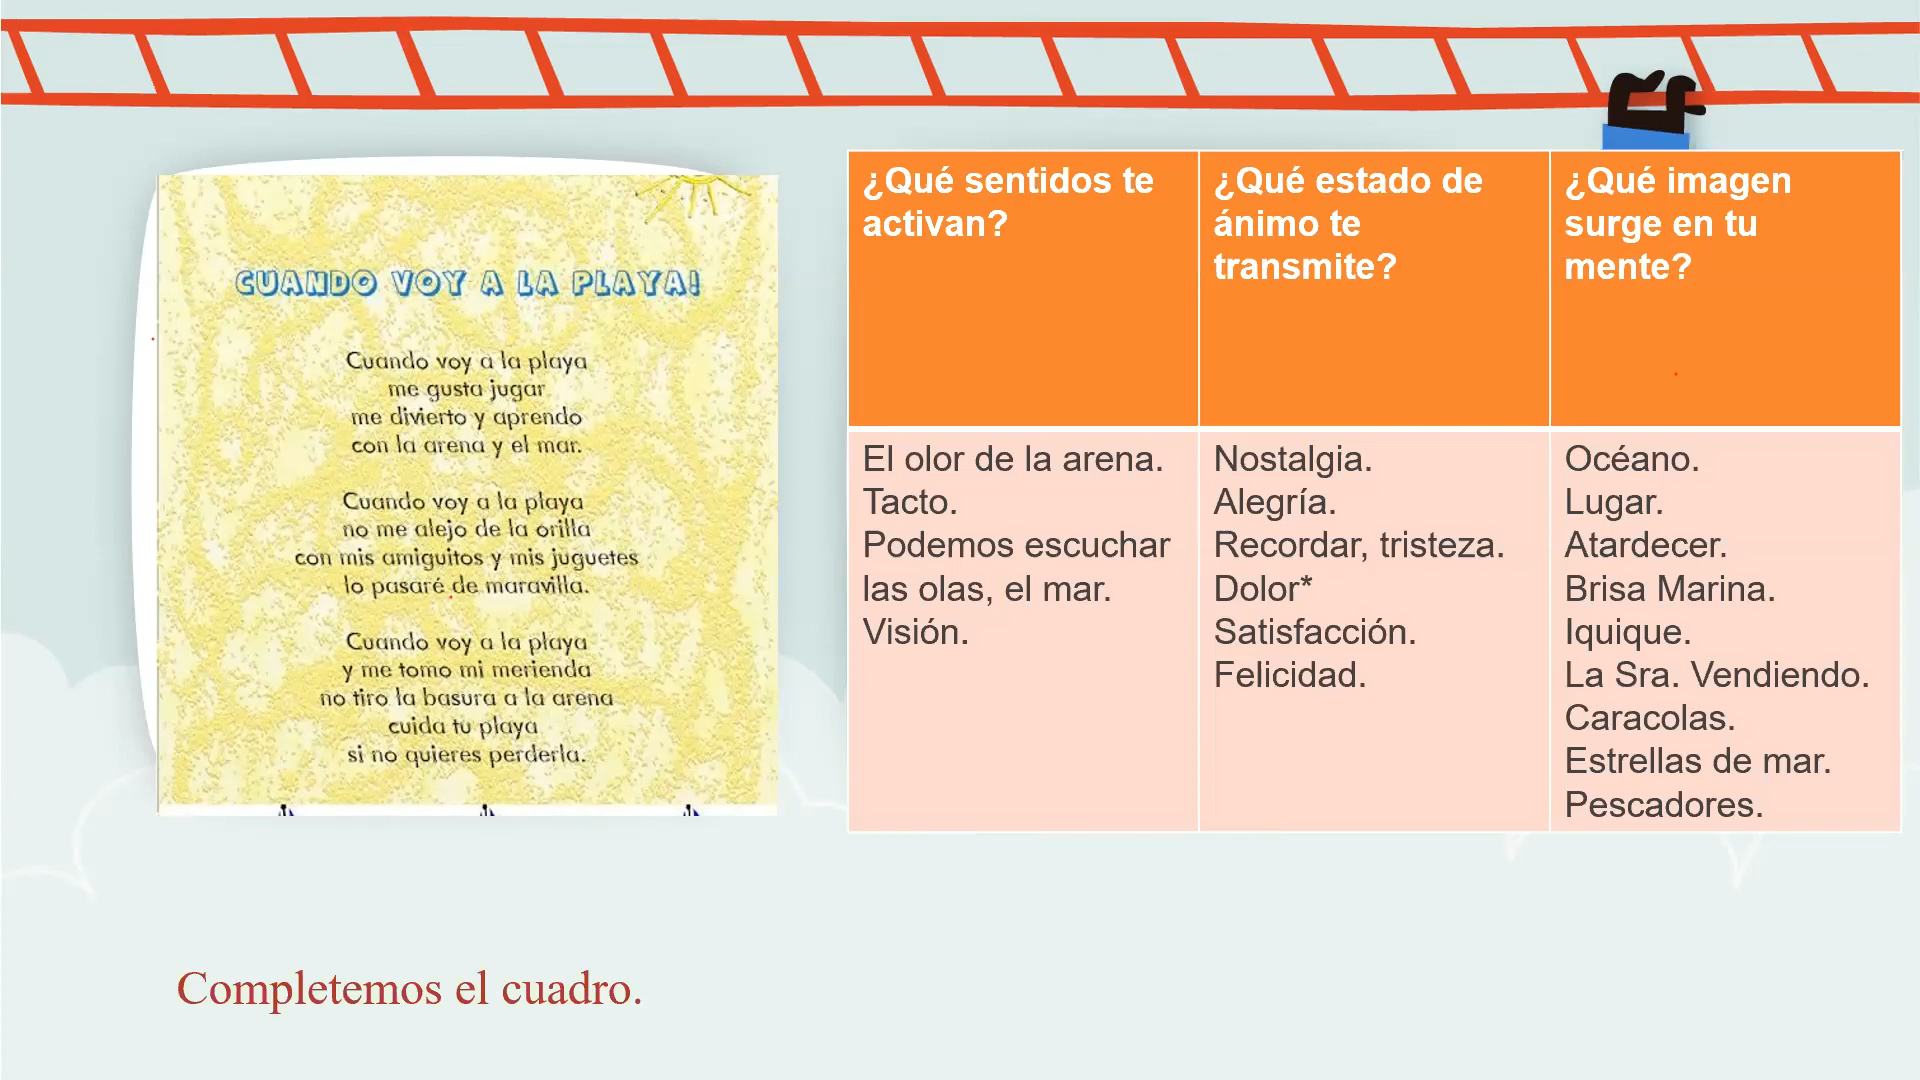 CUANDO VOY A LA PLAYA!
Cuando voy a la playa
me gusta jugar
me divierto y aprendo
con la arena y el mar.
Cuando voy a la playa
no me alejo de la orilla
con mis amiguitos y mis juguetes
lo pasaré de maravilla.
Cuando voy a la playa
y me tomo mi merienda
no tiro la basura a la arena
cuida tu playa
si no quieres perderla.
¿Qué sentidos te
activan?
¿Qué estado de
ánimo te
transmite?
¿Qué imagen
surge en tu
mente?
El olor de la arena.
Tacto.
Podemos escuchar
las olas, el mar.
Visión.
Nostalgia.
Alegría.
Recordar, tristeza.
Dolor*
Satisfacción.
Felicidad.
Océano.
Lugar.
Atardecer.
Brisa Marina.
Iquique.
La Sra. Vendiendo.
Caracolas.
Estrellas de mar.
Pescadores.
Completemos el cuadro.